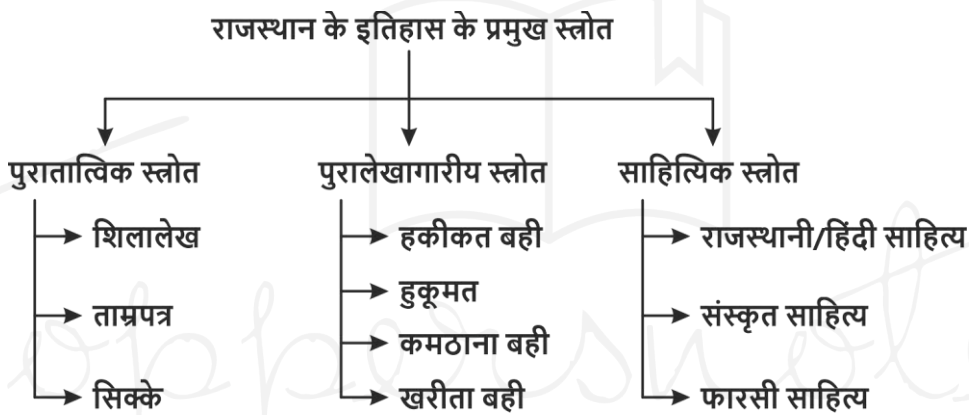 राजस्थान के इतिहास के प्रमुख स्त्रोत
पुरातात्विक स्त्रोत
शिलालेख
ताम्रपत्र
सिक्के
पुरालेखागारीय स्त्रोत
हकीकत बही
हुकूमत
कमठाना बही
खरीता बही
साहित्यिक स्त्रोत
राजस्थानी/हिंदी साहित्य
संस्कृत साहित्य
फारसी साहित्य